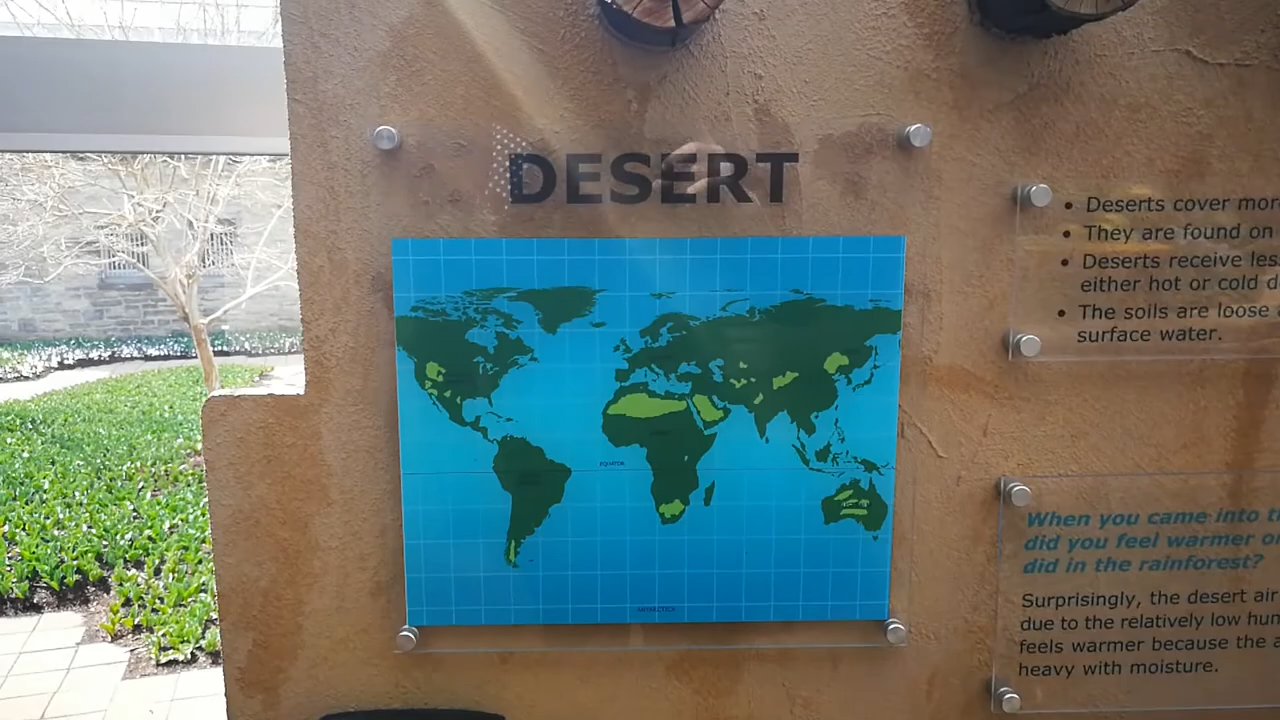 DESERT
EQUATOR
ANTARCTICA
Deserts cover mor
They are found on
Deserts receive les
either hot or cold d
The soils are loose
surface water.
When you came into t
did you feel warmer o
did in the rainforest?
Surprisingly, the desert air
due to the relatively low hum
feels warmer because the a
heavy with moisture.